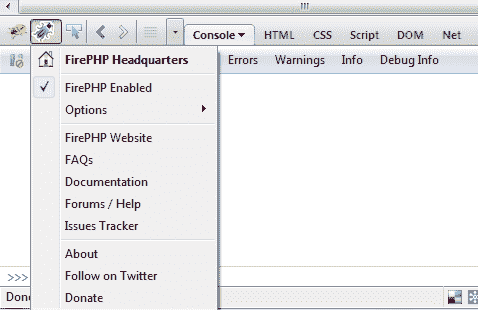 Console HTML CSS Script DOM Net
FirePHP Headquarters Errors Warnings Info Debug Info
FirePHP Enabled
Options
FirePHP Website
FAQs
Documentation
Forums / Help
Issues Tracker
About
Follow on Twitter
>>>
Donate